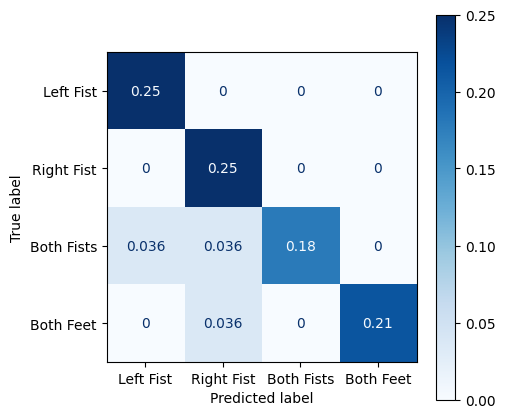 Left Fist 0.25 0 0 0
Right Fist 0 0.25 0 0
Both Fists 0.036 0.036 0.18 0
Both Feet 0 0.036 0 0.21
Left Fist Right Fist Both Fists Both Feet
Predicted label
True label
0.25
0.20
0.15
0.10
0.05
0.00